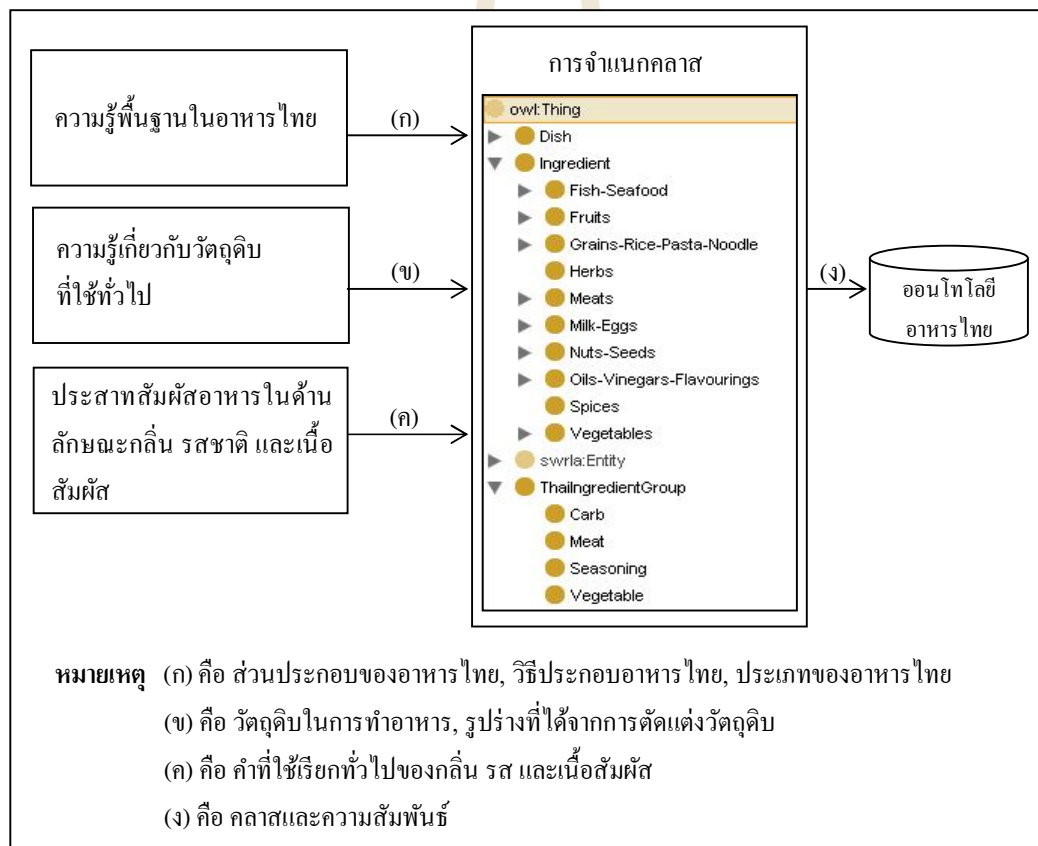 ความรู้พื้นฐานในอาหารไทย
(ก)
ความรู้เกี่ยวกับวัตถุดิบ
ที่ใช้ทั่วไป
(ข)
ประสาทสัมผัสอาหารในด้าน
ลักษณะกลิ่น รสชาติ และเนื้อ
สัมผัส
(ค)
การจำแนกคลาส
owl:Thing
Dish
Ingredient
Fish-Seafood
Fruits
Grains-Rice-Pasta-Noodle
Herbs
Meats
Milk-Eggs
Nuts-Seeds
Oils-Vinegars-Flavourings
Spices
Vegetables
swrla:Entity
ThaiIngredientGroup
Carb
Meat
Seasoning
Vegetable
(ง)
ออนโทโลยี
อาหารไทย
หมายเหตุ (ก) คือ ส่วนประกอบของอาหารไทย, วิธีประกอบอาหารไทย, ประเภทของอาหารไทย
(ข) คือ วัตถุดิบในการทำอาหาร, รูปร่างที่ได้จากการตัดแต่งวัตถุดิบ
(ค) คือ คำที่ใช้เรียกทั่วไปของกลิ่น รส และเนื้อสัมผัส
(ง) คือ คลาสและความสัมพันธ์